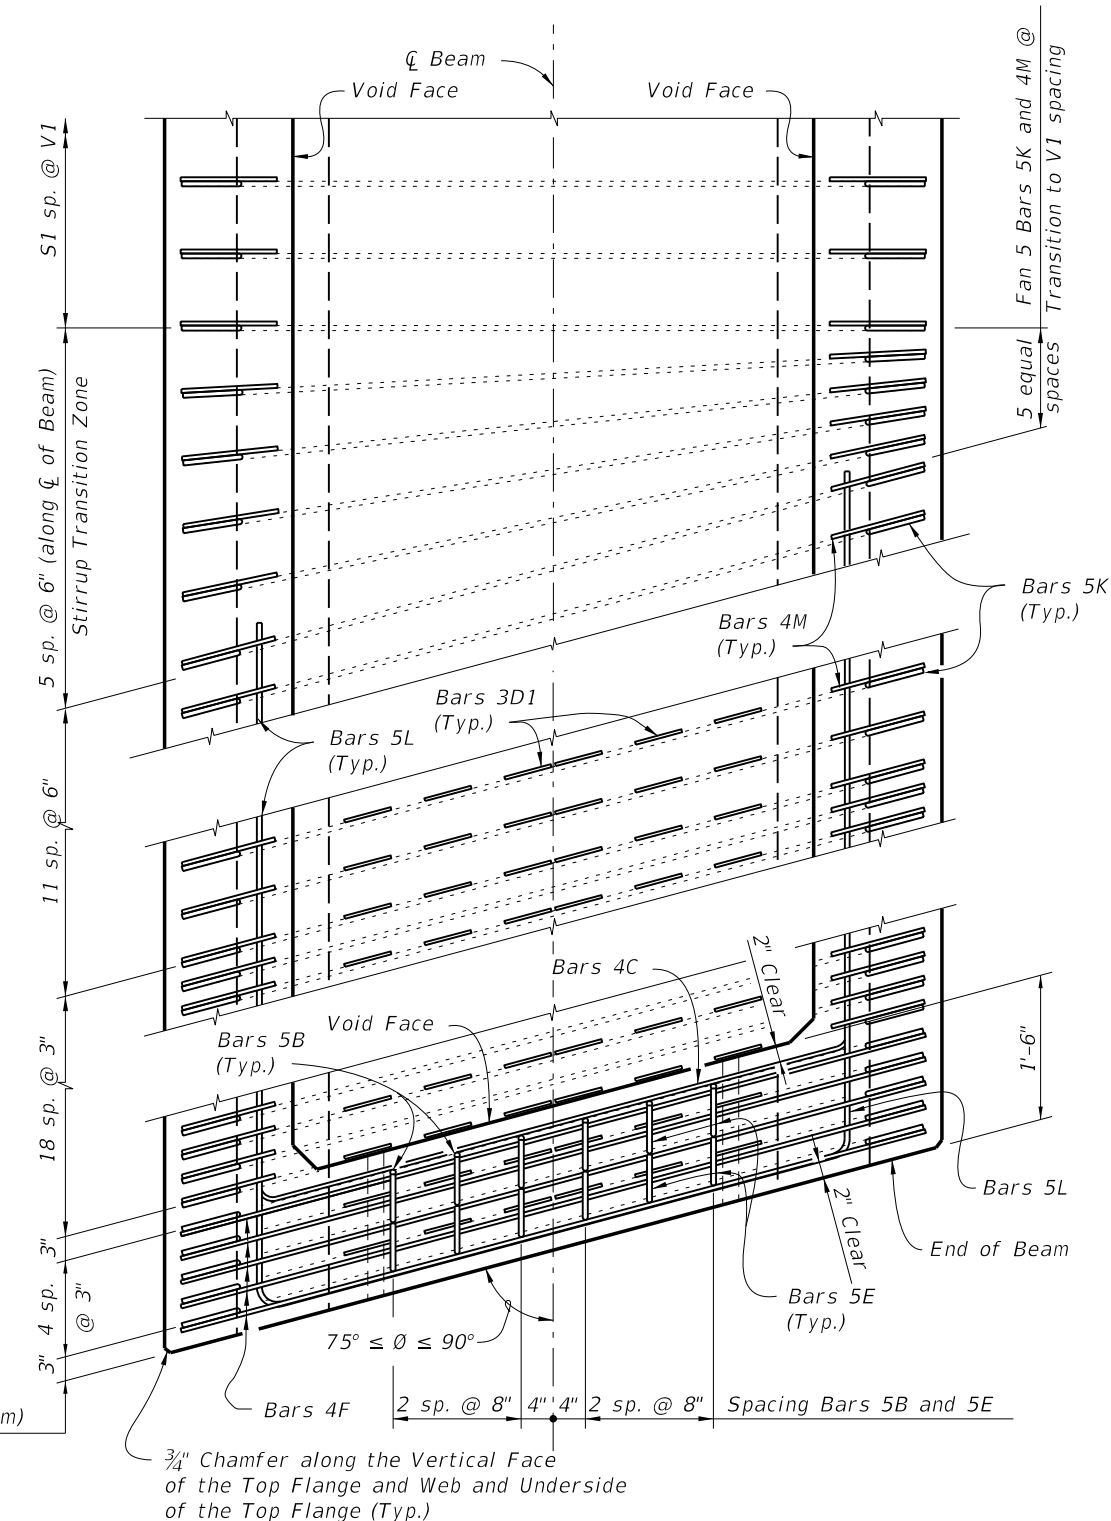 ℄ Beam
Void Face
Void Face
S1 sp. @ V1
Fan 5 Bars 5K and 4M @
Transition to V1 spacing
5 equal
spaces
5 sp. @ 6" (along ℄ of Beam)
Stirrup Transition Zone
Bars 5K
(Typ.)
Bars 4M
(Typ.)
Bars 3D1
(Typ.)
Bars 5L
(Typ.)
11 sp. @ 6"
2" Clear
Bars 4C
Void Face
Bars 5B
(Typ.)
1'-6"
18 sp. @ 3"
Bars 5L
2" Clear
End of Beam
3"
4 sp.
@ 3"
3"
Bars 5E
(Typ.)
75° ≤ Ø ≤ 90°
2 sp. @ 8"
4"
4"
2 sp. @ 8"
Spacing Bars 5B and 5E
Bars 4F
m)
¾" Chamfer along the Vertical Face
of the Top Flange and Web and Underside
of the Top Flange (Typ.)